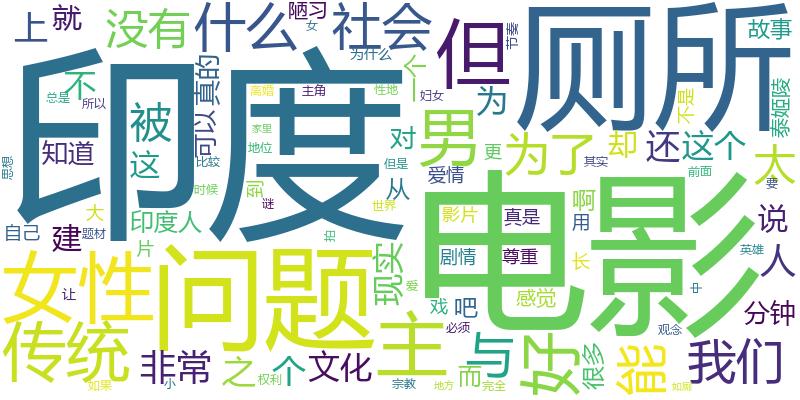 上
就
没有
什么
陋习
女
社会
为什么
节奏
但
厕所
故事
印度
电影
不
总是
所以
被
这
真的
可以
离婚
主角
性地
一个
妇女
为
不是
泰姬陵
知道
家里
地位
对
男
为了
却
还
这个
太
思想
比较
但是
更
其实
前面
要
时候
到
从
爱情
大
谜
世界
啊
说
自己
建
题材
印度人
片
拍
影片
真是
用
人
英雄
女性
问题
现实
剧情
尊重
长
中
让
爱
戏
吧
感觉
分钟
必须
观念
传统
非常
之
个
文化
主
与
好
很多
能
我们
如果
小
权利
宗教
而
地方
完全
如厕